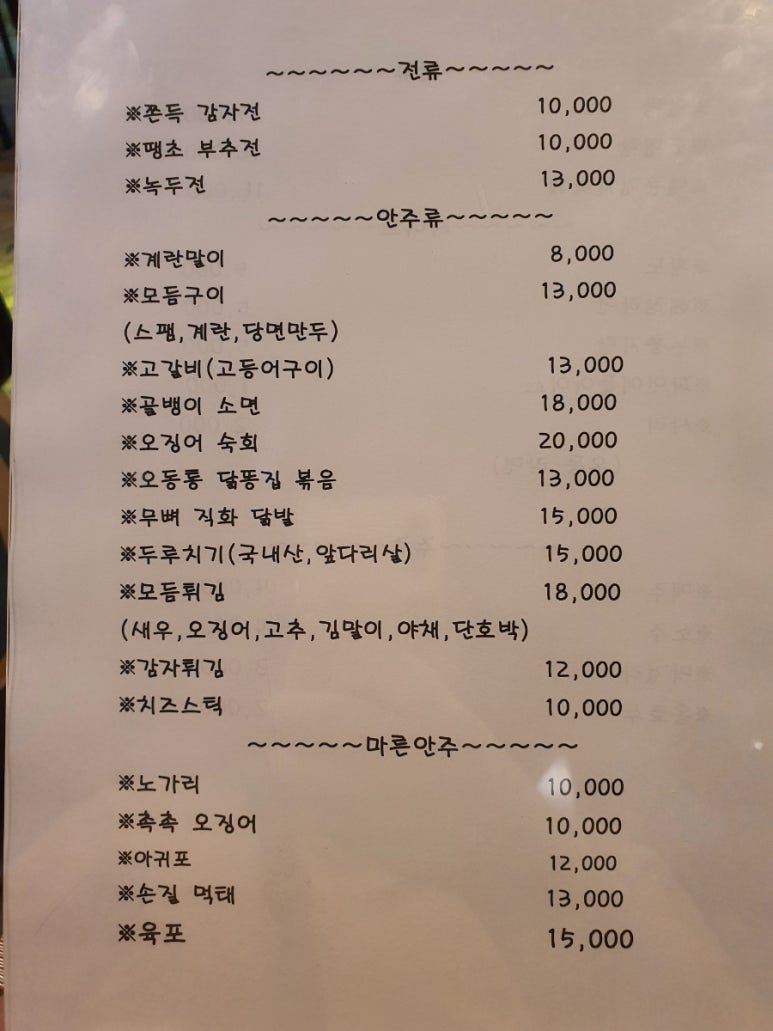 ~~~~~~전류~~~~~
※쫀득 감자전 10,000
※땡초 부추전 10,000
※녹두전 13,000
~~~~~안주류~~~~~
※계란말이 8,000
※모듬구이 13,000
(스팸,계란,당면만두)
※고갈비(고등어구이) 13,000
※골뱅이 소면 18,000
※오징어 숙회 20,000
※오동통 닭똥집 볶음 13,000
※무뼈 직화 닭발 15,000
※두루치기(국내산,앞다리살) 15,000
※모듬튀김 18,000
(새우,오징어,고추,김말이,야채,단호박)
※감자튀김 12,000
※치즈스틱 10,000
~~~~~마른안주~~~~~
※노가리 10,000
※촉촉 오징어 10,000
※아귀포 12,000
※손질 먹태 13,000
※육포 15,000